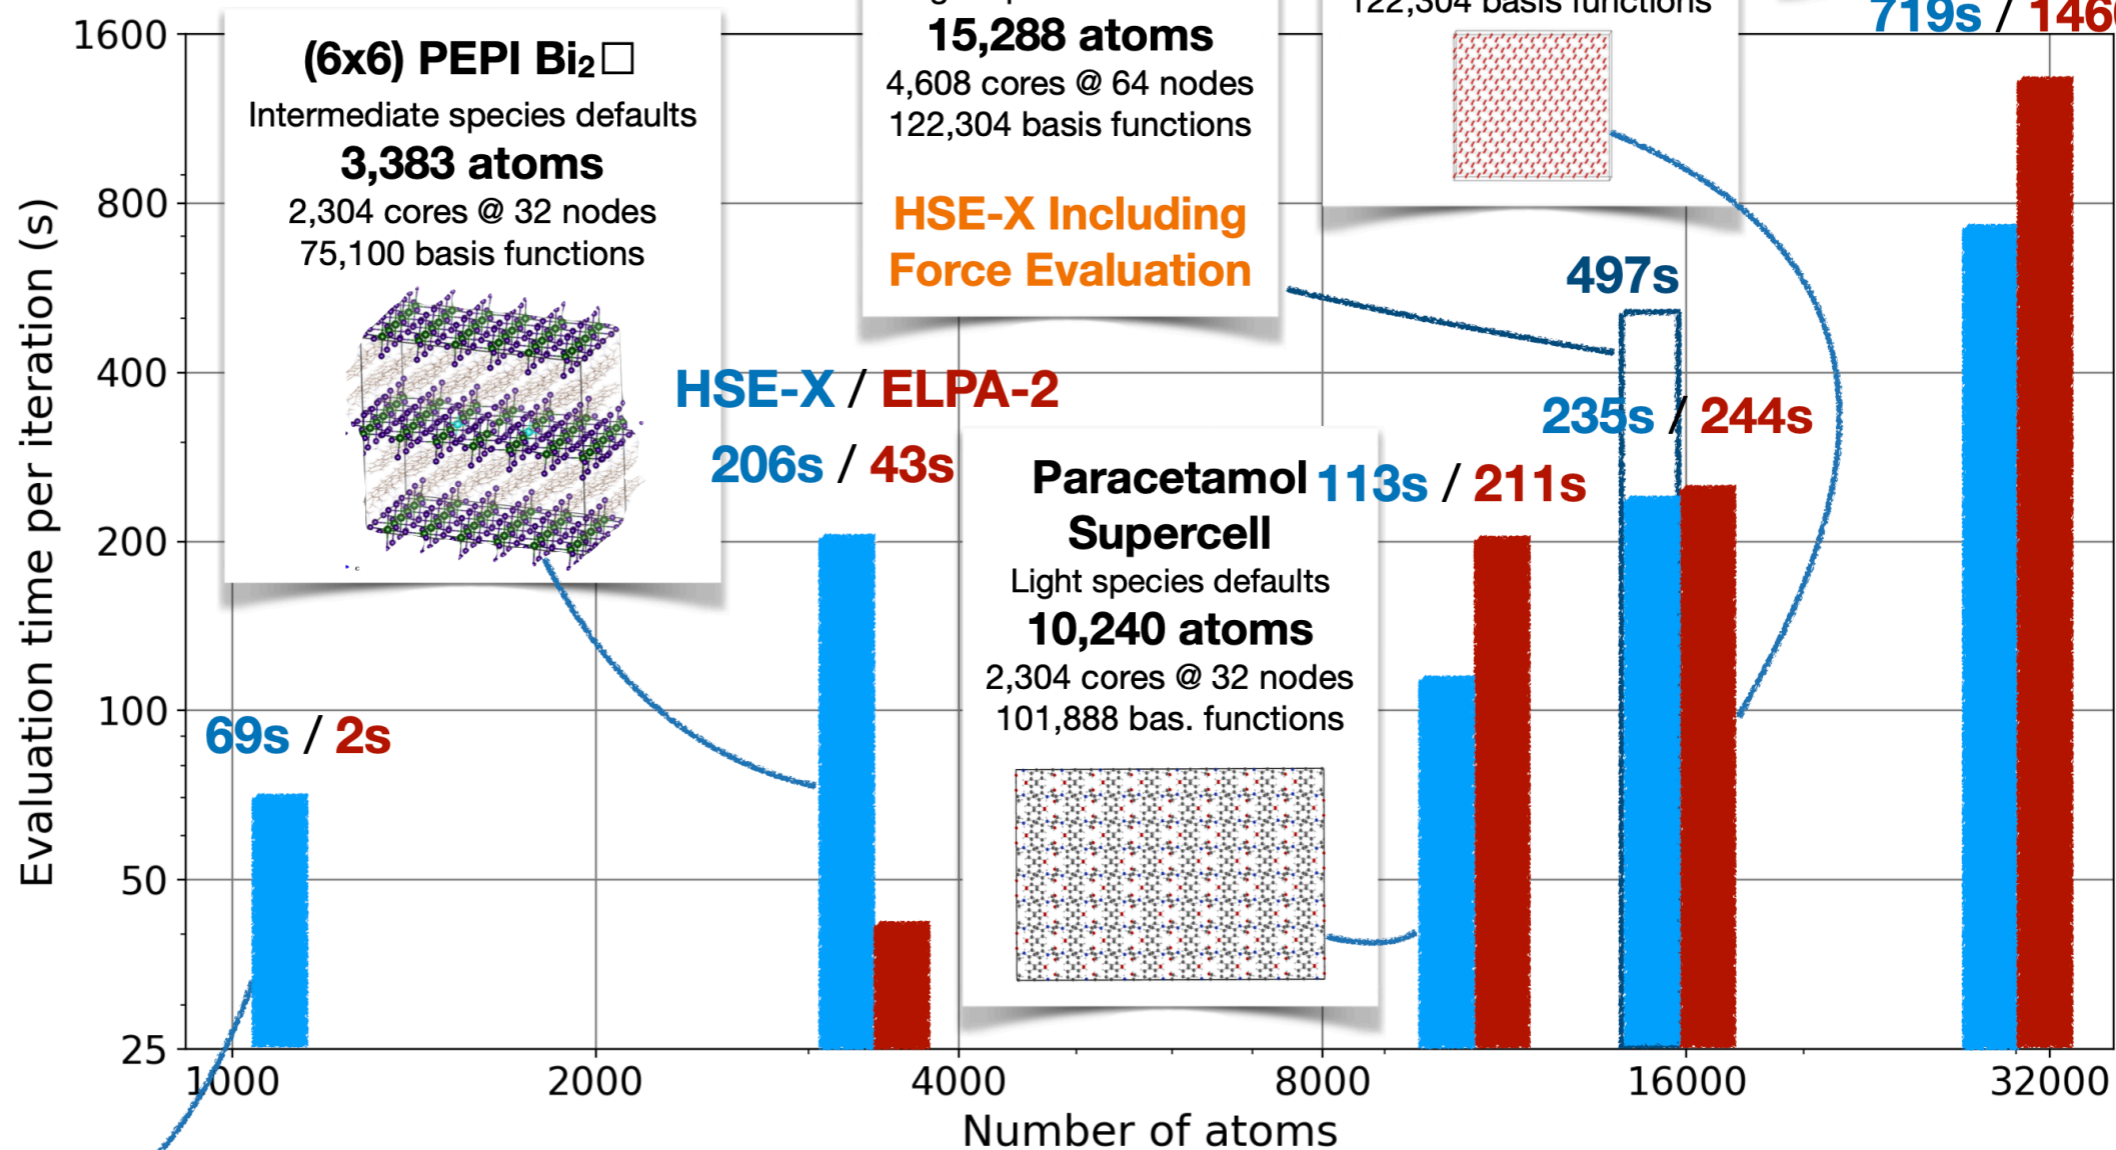 122,304 basis functions
719s / 146
1600
(6x6) PEPI Bi₂□
Intermediate species defaults
3,383 atoms
2,304 cores @ 32 nodes
75,100 basis functions
15,288 atoms
4,608 cores @ 64 nodes
122,304 basis functions
HSE-X Including
Force Evaluation
800
497s
400
HSE-X / ELPA-2
206s / 43s
235s / 244s
Paracetamol
Supercell
Light species defaults
10,240 atoms
2,304 cores @ 32 nodes
101,888 bas. functions
113s / 211s
200
100
69s / 2s
50
25
Evaluation time per iteration (s)
1000 2000 4000 8000 16000 32000
Number of atoms